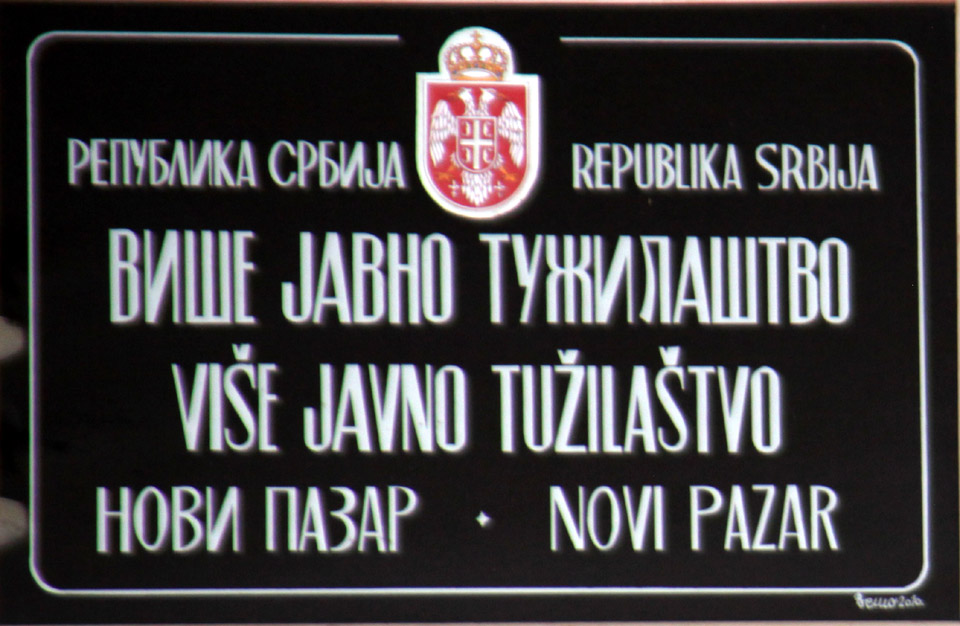 РЕПУБЛИКА СРБИЈА REPUBLIKA SRBIJA
ВИШЕ ЈАВНО ТУЖИЛАШТВО
VIŠE JAVNO TUŽILAŠTVO
НОВИ ПАЗАР NOVI PAZAR